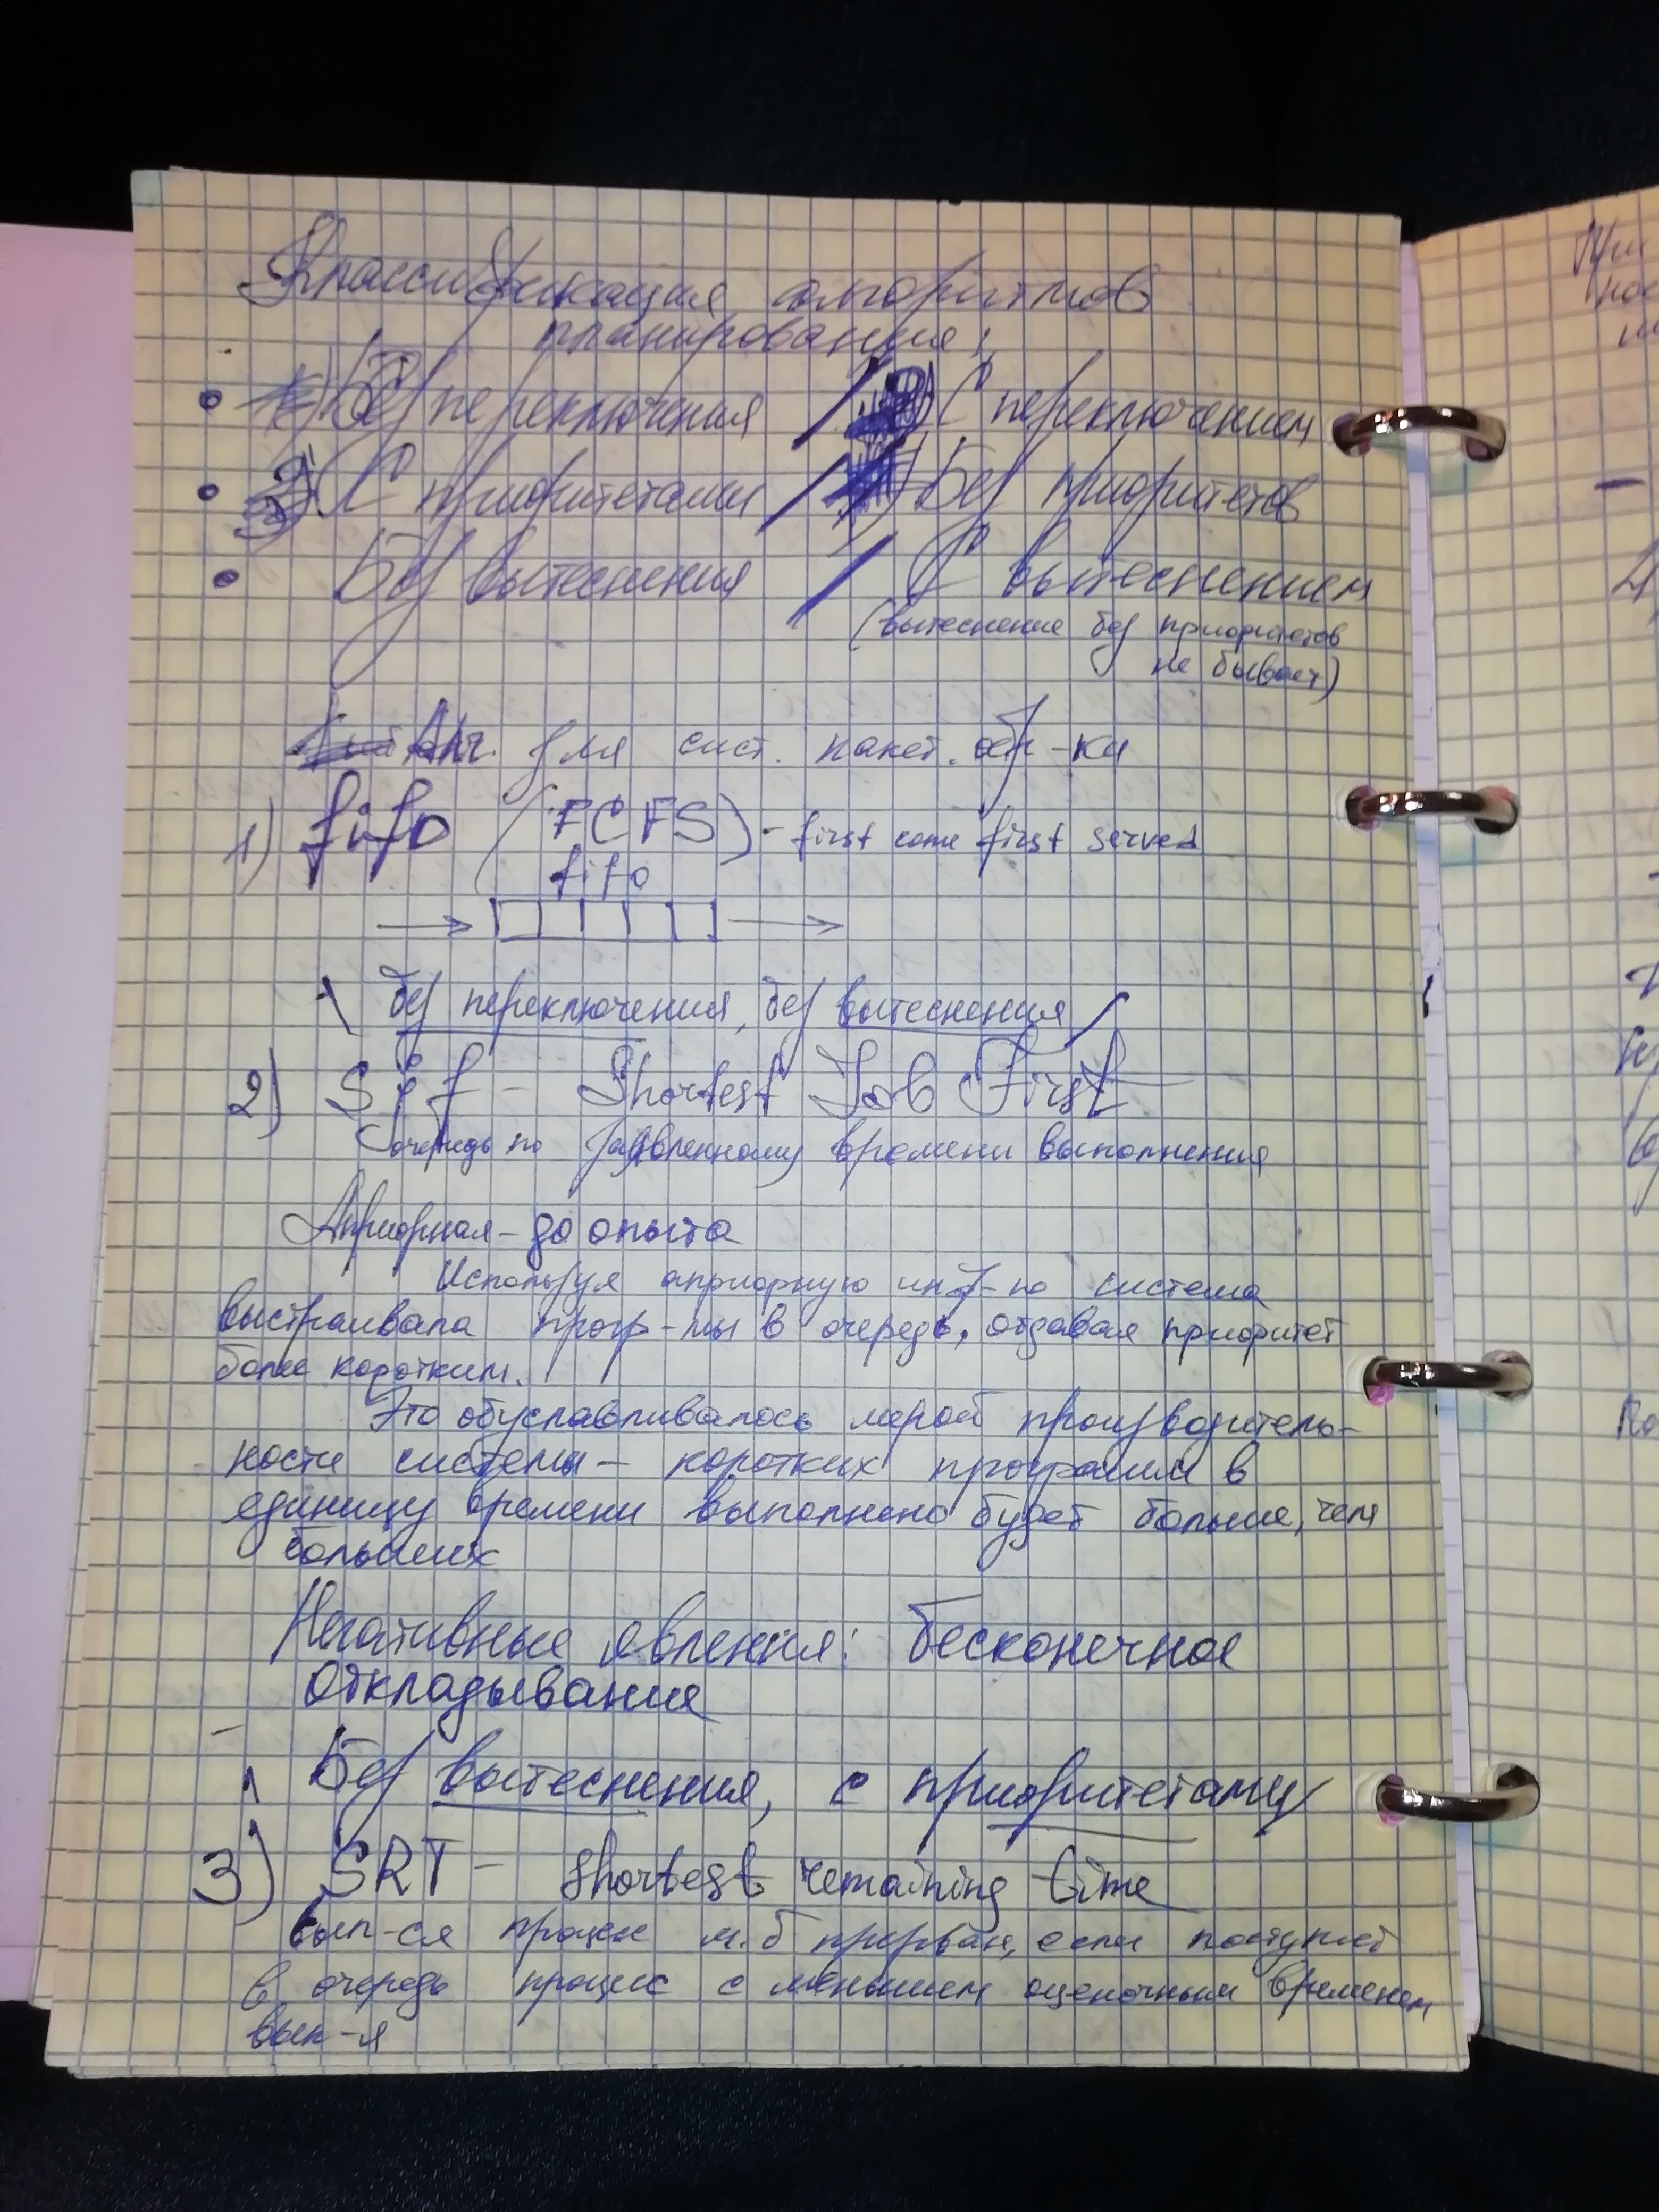 Классификация алгоритмов
планирования:
• Без переключения / С переключением
• С приоритетами / Без приоритетов
• Без вытеснения / С вытеснением
(вытеснение без приоритетов
не бывает)
Алг. для сист. пакет. обр-ки
1) fifo (FCFS) - first come first served
fifo
без переключения, без вытеснения
2) Sjf - Shortest Job First
очередь по заявленному времени выполнения
Априорная - до опыта
Используя априорную инф-ю система
выстраивала прогр-мы в очередь, отдавая приоритет
более коротким.
Это обуславливалось мерой производитель-
ности системы - коротких программ в
единицу времени выполнено будет больше, чем
больших
Негативные явления: бесконечное
откладывание
Без вытеснения, с приоритетами
3) SRT - shortest remaining time
вып-ся процесс м.б прерван, если поступает
в очередь процесс с меньшим оценочным временем
вып-я